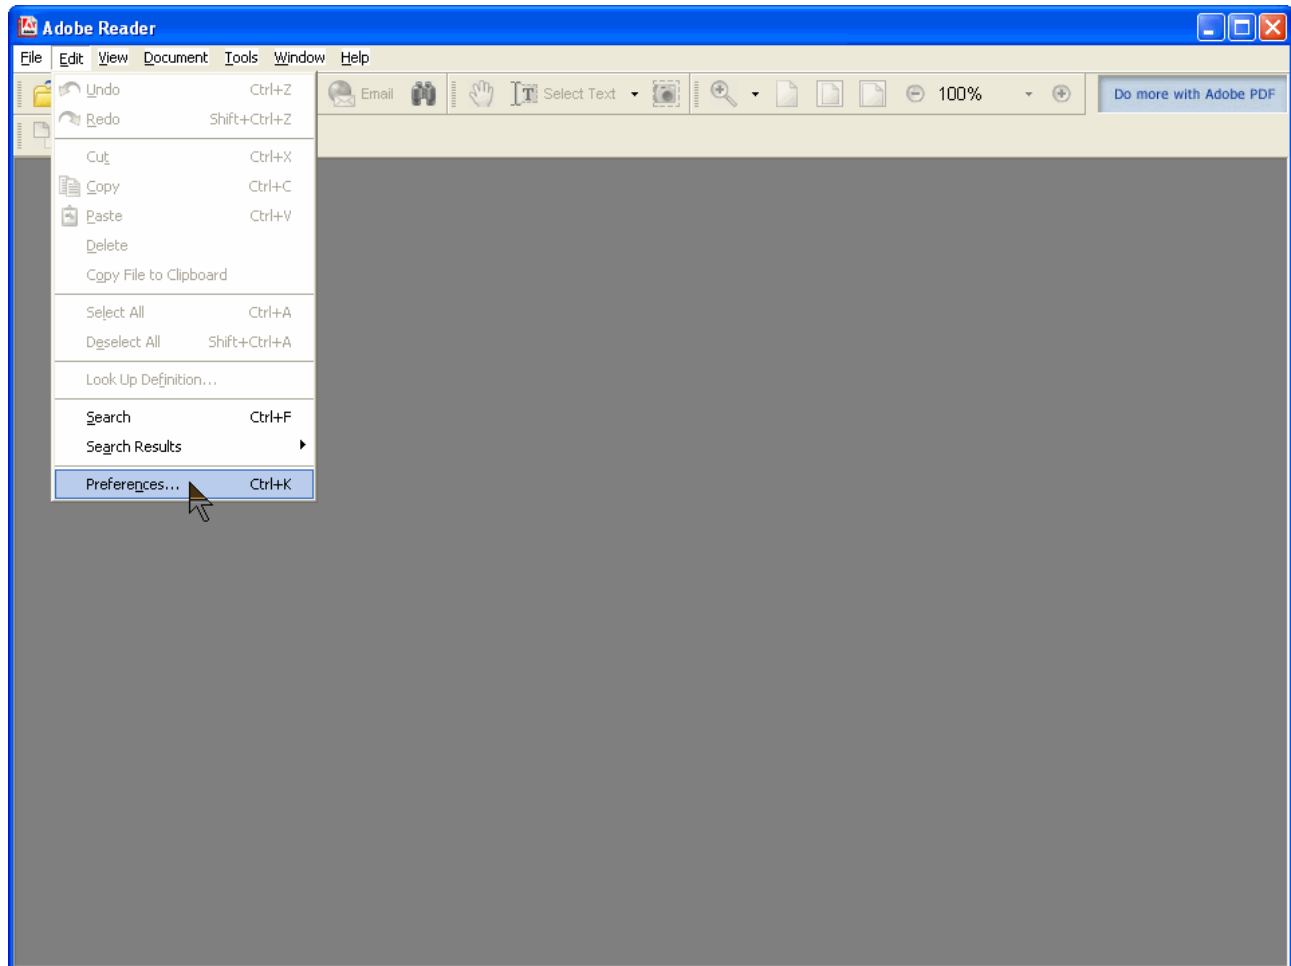 Adobe Reader
File Edit View Document Tools Window Help
Email Select Text 100% Do more with Adobe PDF
Undo Ctrl+Z
Redo Shift+Ctrl+Z
Cut Ctrl+X
Copy Ctrl+C
Paste Ctrl+V
Delete
Copy File to Clipboard
Select All Ctrl+A
Deselect All Shift+Ctrl+A
Look Up Definition...
Search Ctrl+F
Search Results
Preferences... Ctrl+K